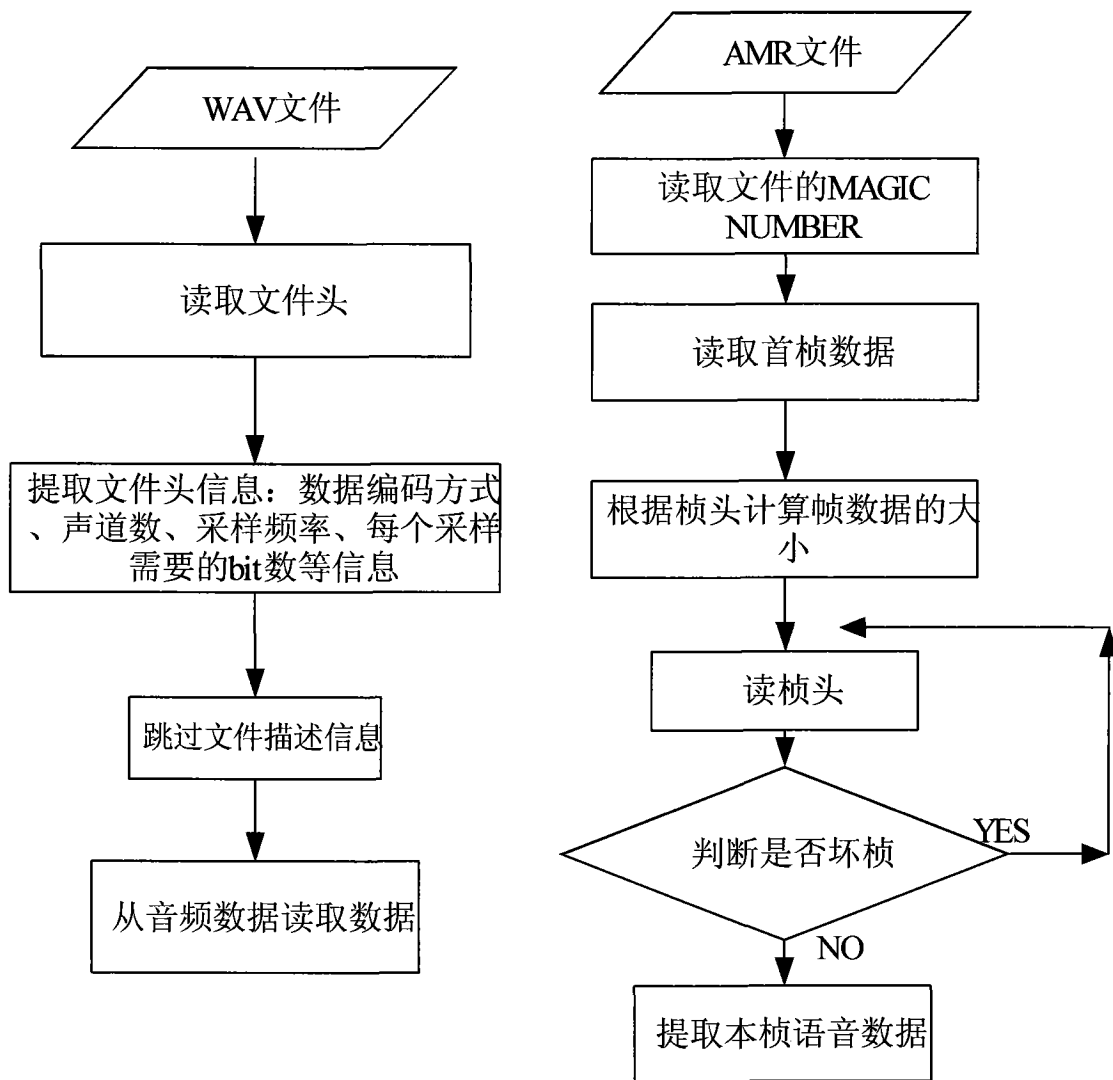 WAV文件
读取文件头
提取文件头信息：数据编码方式
、声道数、采样频率、每个采样
需要的bit数等信息
跳过文件描述信息
从音频数据读取数据
AMR文件
读取文件的MAGIC
NUMBER
读取首桢数据
根据桢头计算帧数据的大
小
读桢头
判断是否坏桢
YES
NO
提取本桢语音数据